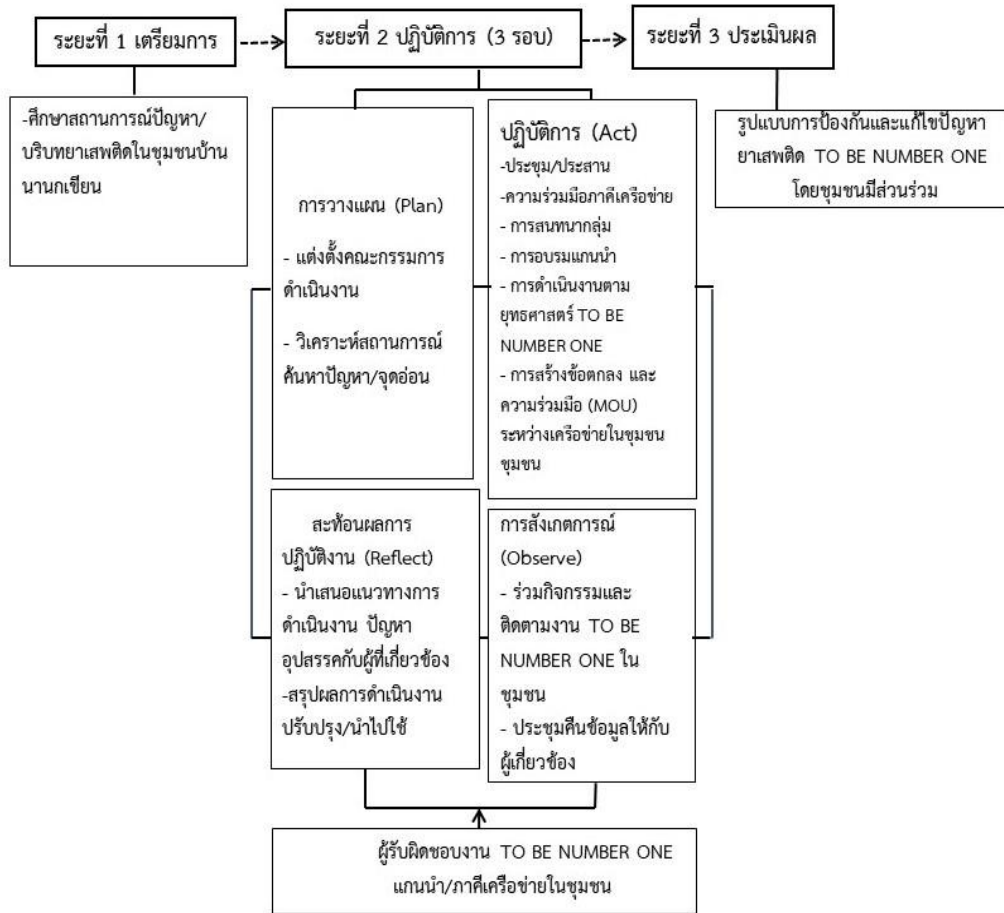 ระยะที่ 1 เตรียมการ
ระยะที่ 2 ปฏิบัติการ (3 รอบ)
ระยะที่ 3 ประเมินผล
-ศึกษาสถานการณ์ปัญหา/
บริบทยาเสพติดในชุมชนบ้าน
นานกเขียน
การวางแผน (Plan)
- แต่งตั้งคณะกรรมการ
ดำเนินงาน
- วิเคราะห์สถานการณ์
ค้นหาปัญหา/จุดอ่อน
ปฏิบัติการ (Act)
-ประชุม/ประสาน
-ความร่วมมือภาคีเครือข่าย
- การสนทนากลุ่ม
- การอบรมแกนนำ
- การดำเนินงานตาม
ยุทธศาสตร์ TO BE
NUMBER ONE
- การสร้างข้อตกลง และ
ความร่วมมือ (MOU)
ระหว่างเครือข่ายในชุมชน
ชุมชน
รูปแบบการป้องกันและแก้ไขปัญหา
ยาเสพติด TO BE NUMBER ONE
โดยชุมชนมีส่วนร่วม
สะท้อนผลการ
ปฏิบัติงาน (Reflect)
- นำเสนอแนวทางการ
ดำเนินงาน ปัญหา
อุปสรรคกับผู้ที่เกี่ยวข้อง
-สรุปผลการดำเนินงาน
ปรับปรุง/นำไปใช้
การสังเกตการณ์
(Observe)
- ร่วมกิจกรรมและ
ติดตามงาน TO BE
NUMBER ONE ใน
ชุมชน
- ประชุมคืนข้อมูลให้กับ
ผู้เกี่ยวข้อง
ผู้รับผิดชอบงาน TO BE NUMBER ONE
แกนนำ/ภาคีเครือข่ายในชุมชน